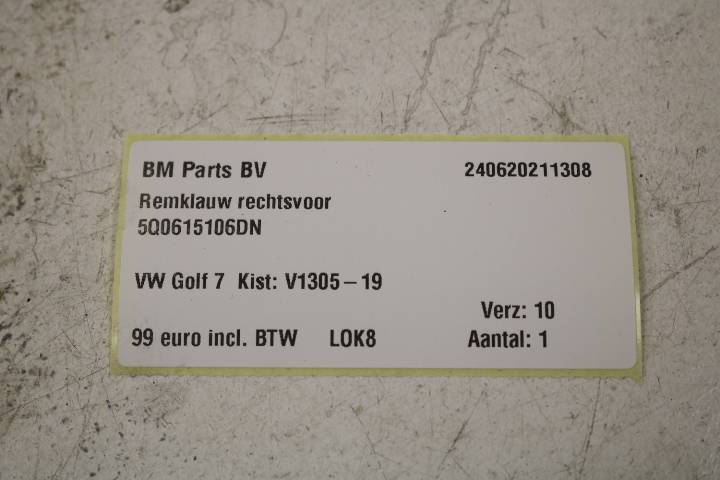 BM Parts BV 240620211308
Remklauw rechtsvoor
5Q0615106DN
VW Golf 7 Kist: V1305-19
Verz: 10
99 euro incl. BTW LOK8 Aantal: 1